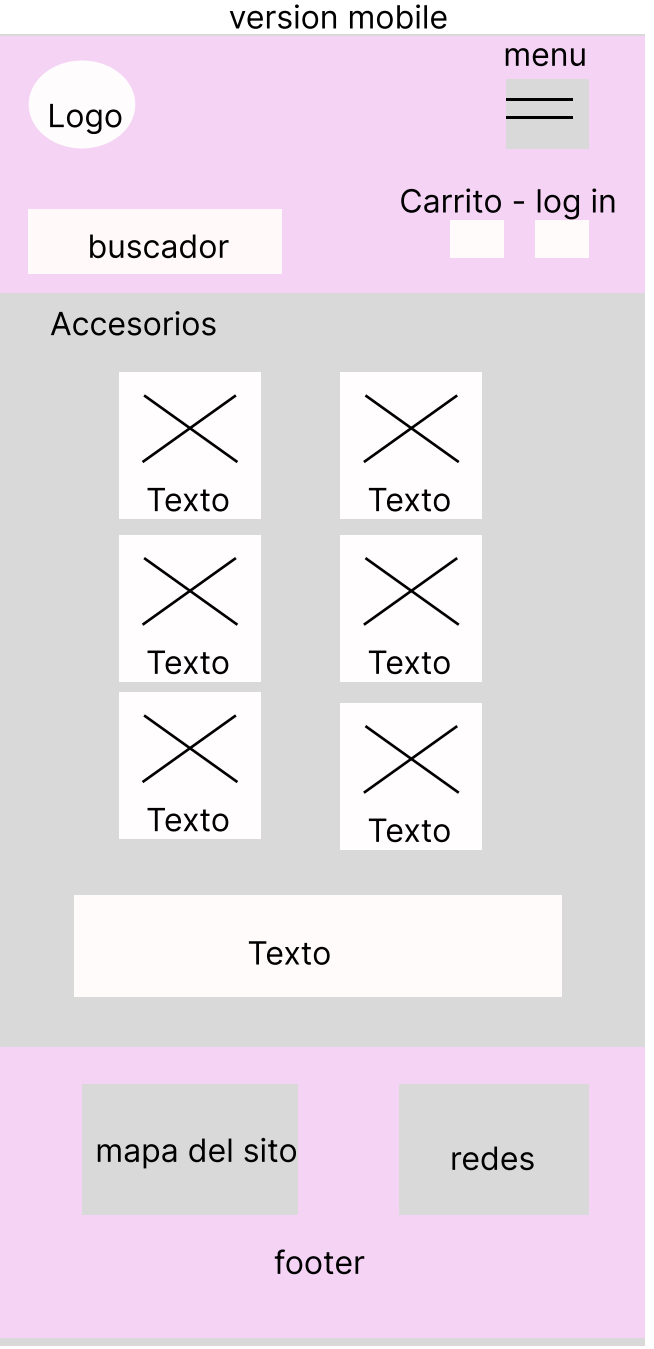 version mobile
menu
Logo
Carrito - log in
buscador
Accesorios
Texto
Texto
Texto
Texto
Texto
Texto
Texto
mapa del sito
redes
footer